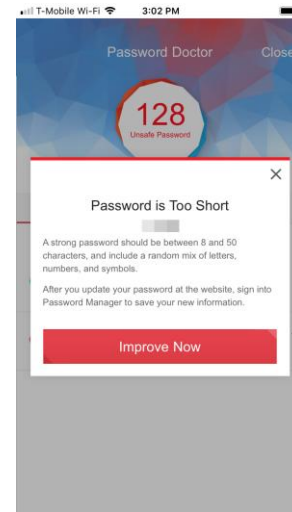 T-Mobile Wi-Fi 3:02 PM
Password Doctor Close
128
Unsafe Password
Password is Too Short
A strong password should be between 8 and 50
characters, and include a random mix of letters,
numbers, and symbols.
After you update your password at the website, sign into
Password Manager to save your new information.
Improve Now